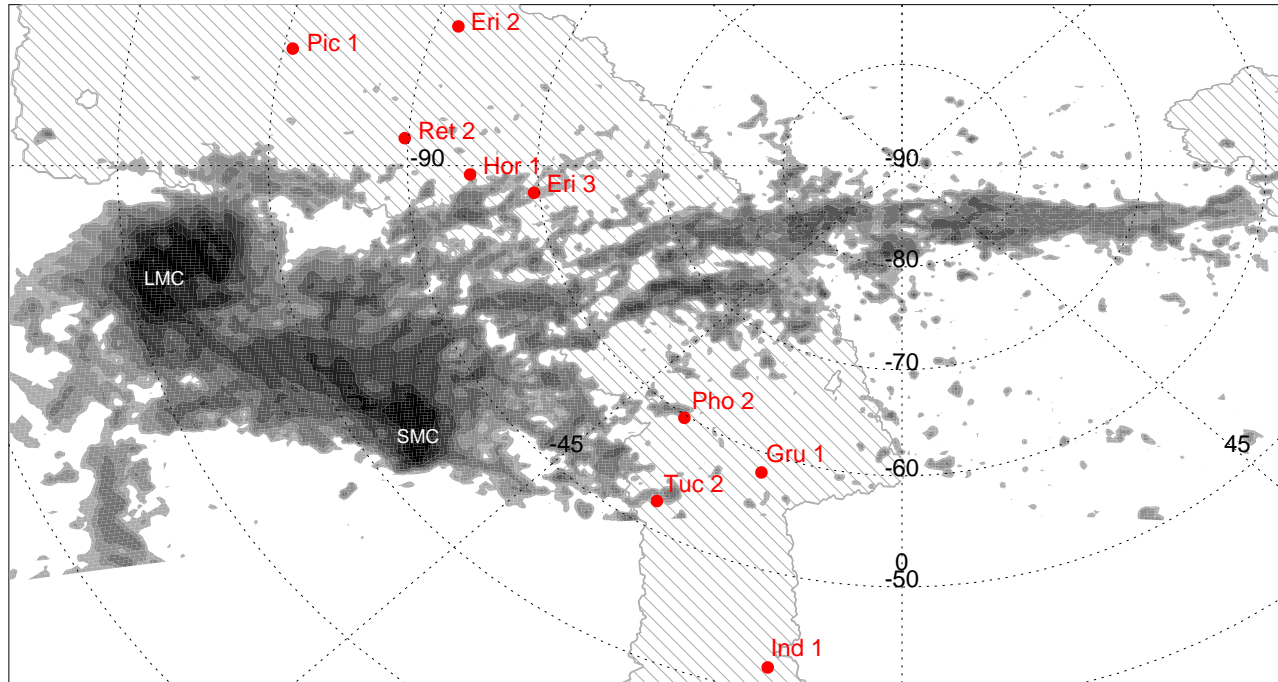 Eri 2
Pic 1
Ret 2
-90
-90
Hor 1
Eri 3
-80
LMC
-70
Pho 2
SMC
-45
45
Gru 1
-60
Tuc 2
0
-50
Ind 1